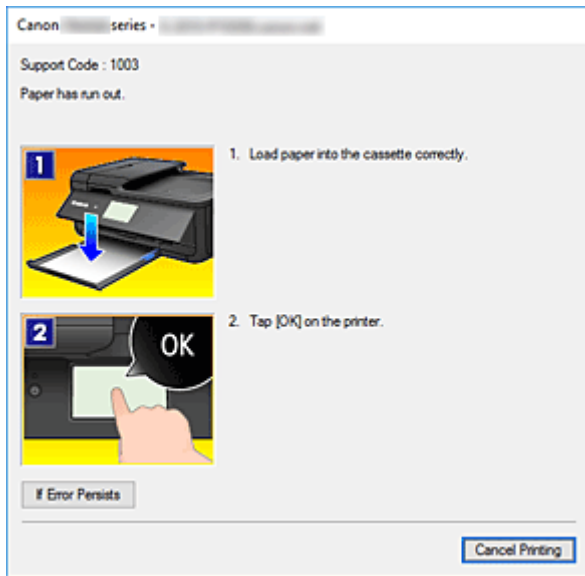 Canon series -
Support Code : 1003
Paper has run out.
1
1. Load paper into the cassette correctly.
Canon
2
OK
2. Tap [OK] on the printer.
If Error Persists
Cancel Printing